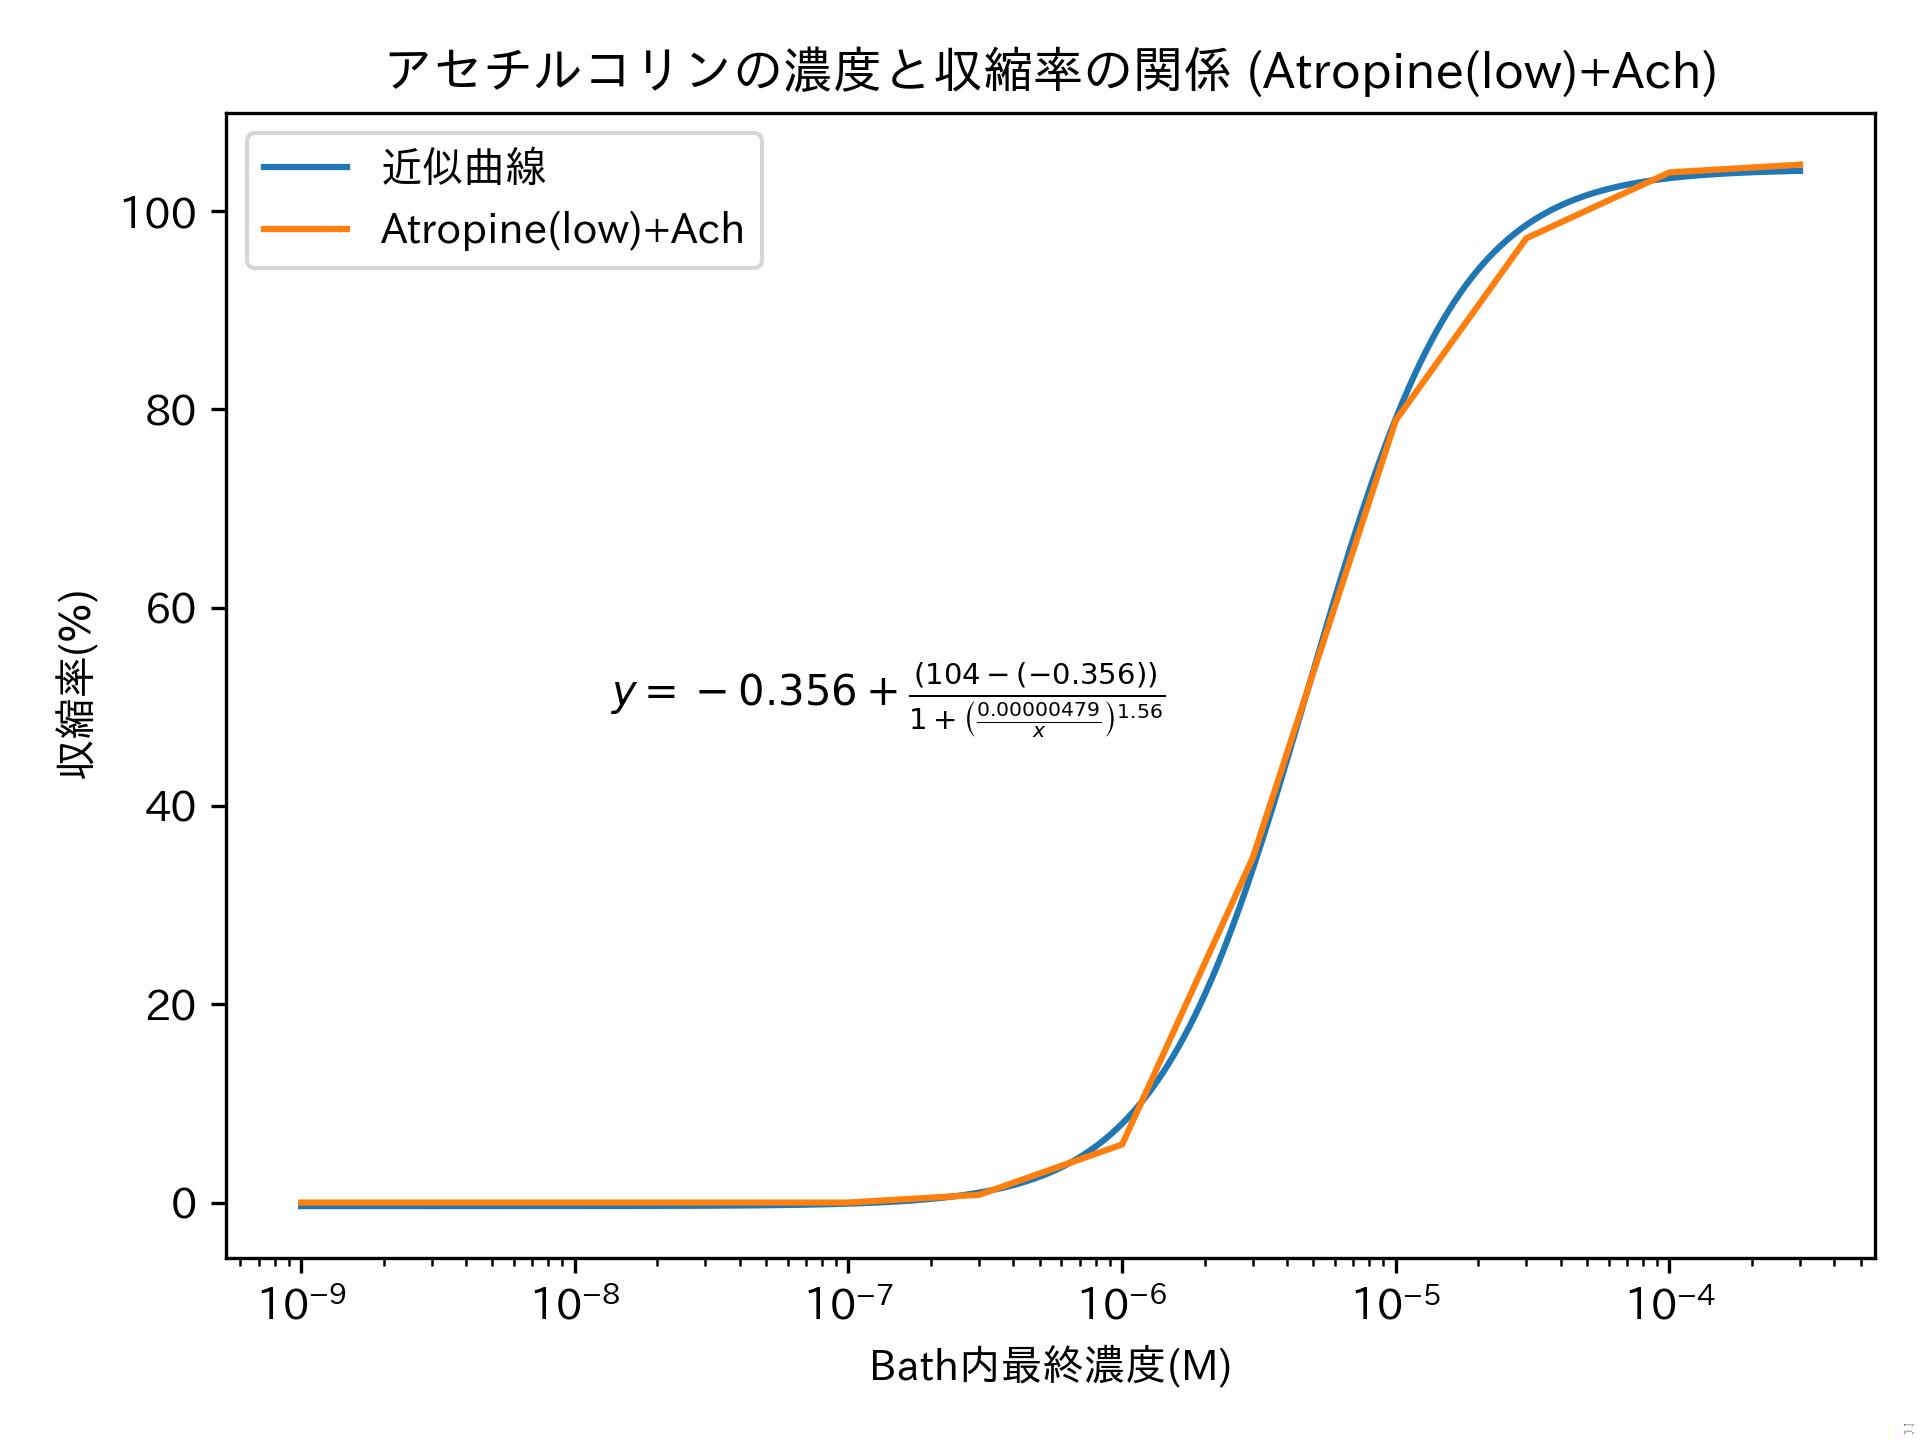 アセチルコリンの濃度と収縮率の関係 (Atropine(low)+Ach)
近似曲線
Atropine(low)+Ach
100
80
60
40
20
0
収縮率(%)
y = − 0.356 + (104 − (−0.356)) / 1 + (0.00000479 / x)^1.56
10⁻⁹ 10⁻⁸ 10⁻⁷ 10⁻⁶ 10⁻⁵ 10⁻⁴
Bath内最終濃度(M)